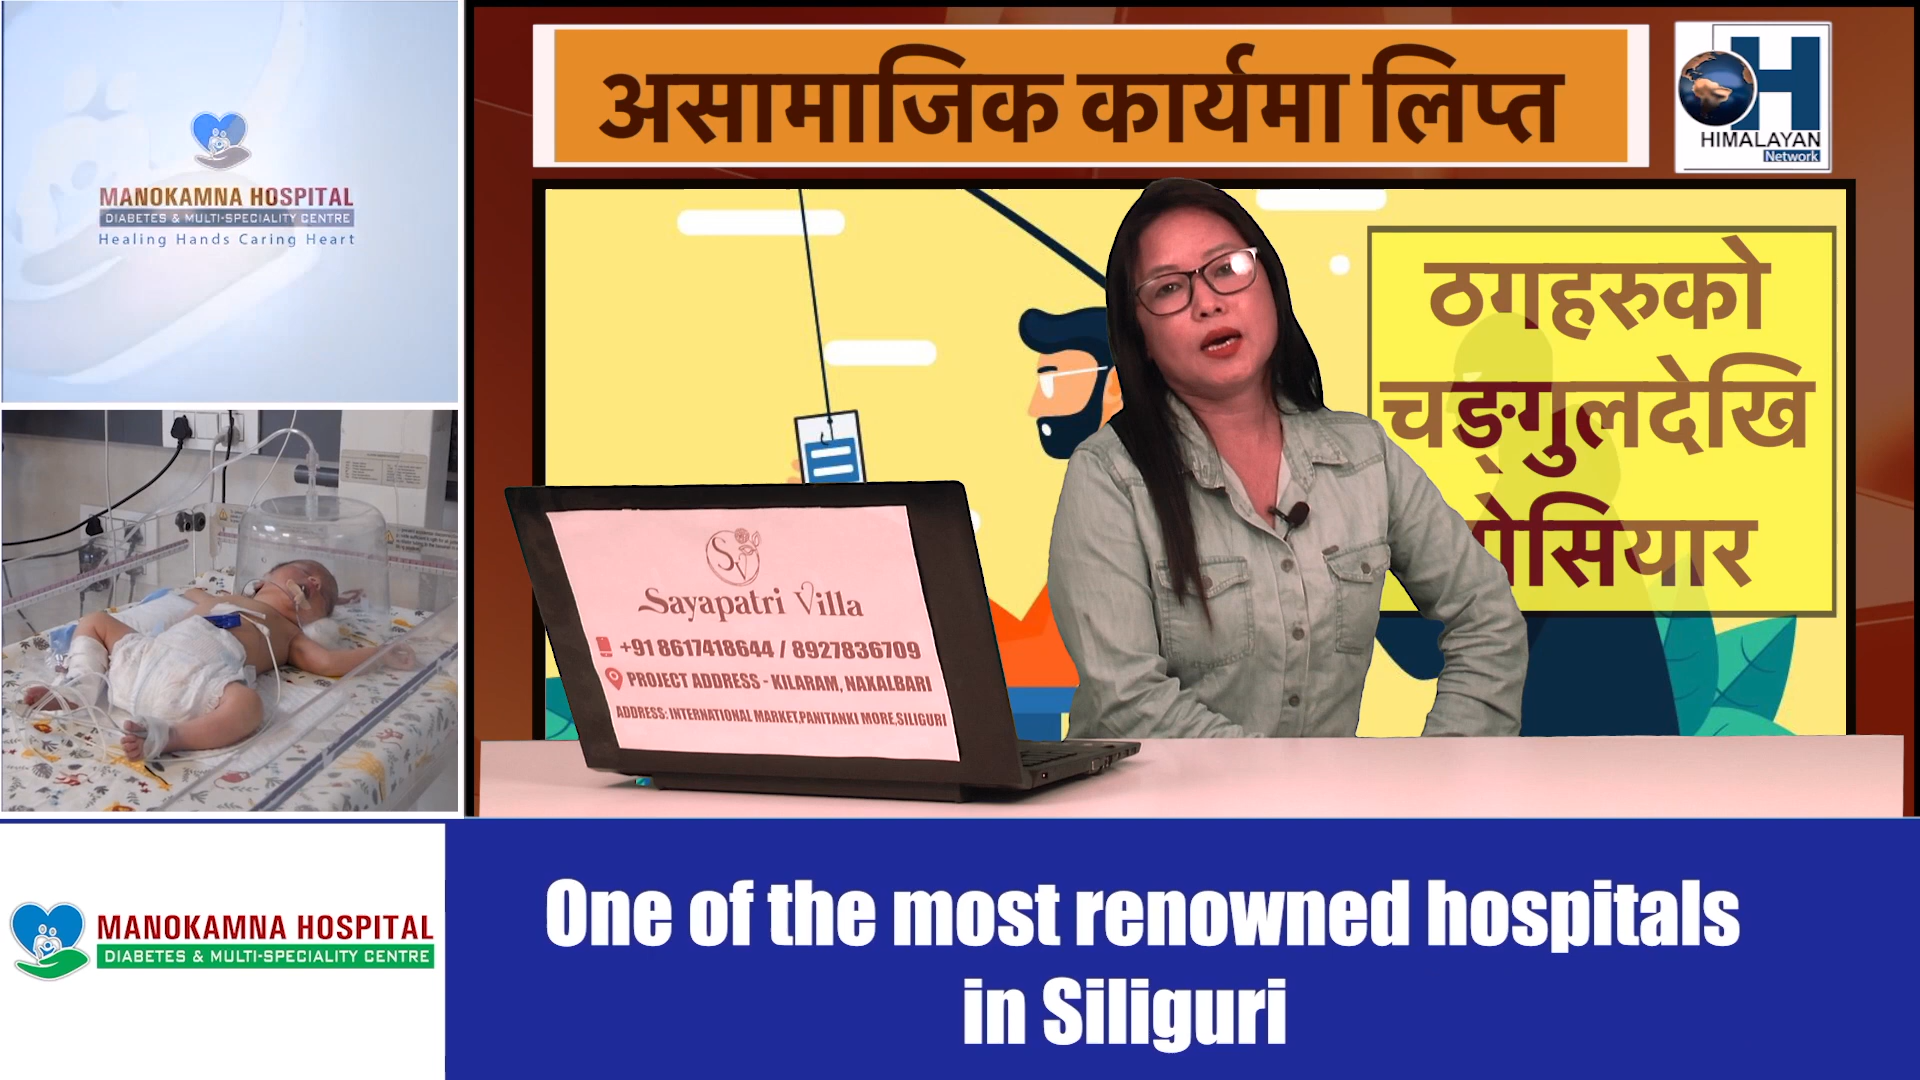 असामाजिक कार्यमा लिप्त
HIMALAYAN
Network
MANOKAMNA HOSPITAL
DIABETES & MULTI-SPECIALITY CENTRE
Healing Hands Caring Heart
ठगहरुको
चङ्गुलदेखि
Sayapatri Villa
+91 8617418644 / 8927836709
PROJECT ADDRESS - KILARAM, NAXALBARI
ADDRESS: INTERNATIONAL MARKET,PANITANKI MORE,SILIGURI
MANOKAMNA HOSPITAL
DIABETES & MULTI-SPECIALITY CENTRE
One of the most renowned hospitals
in Siliguri